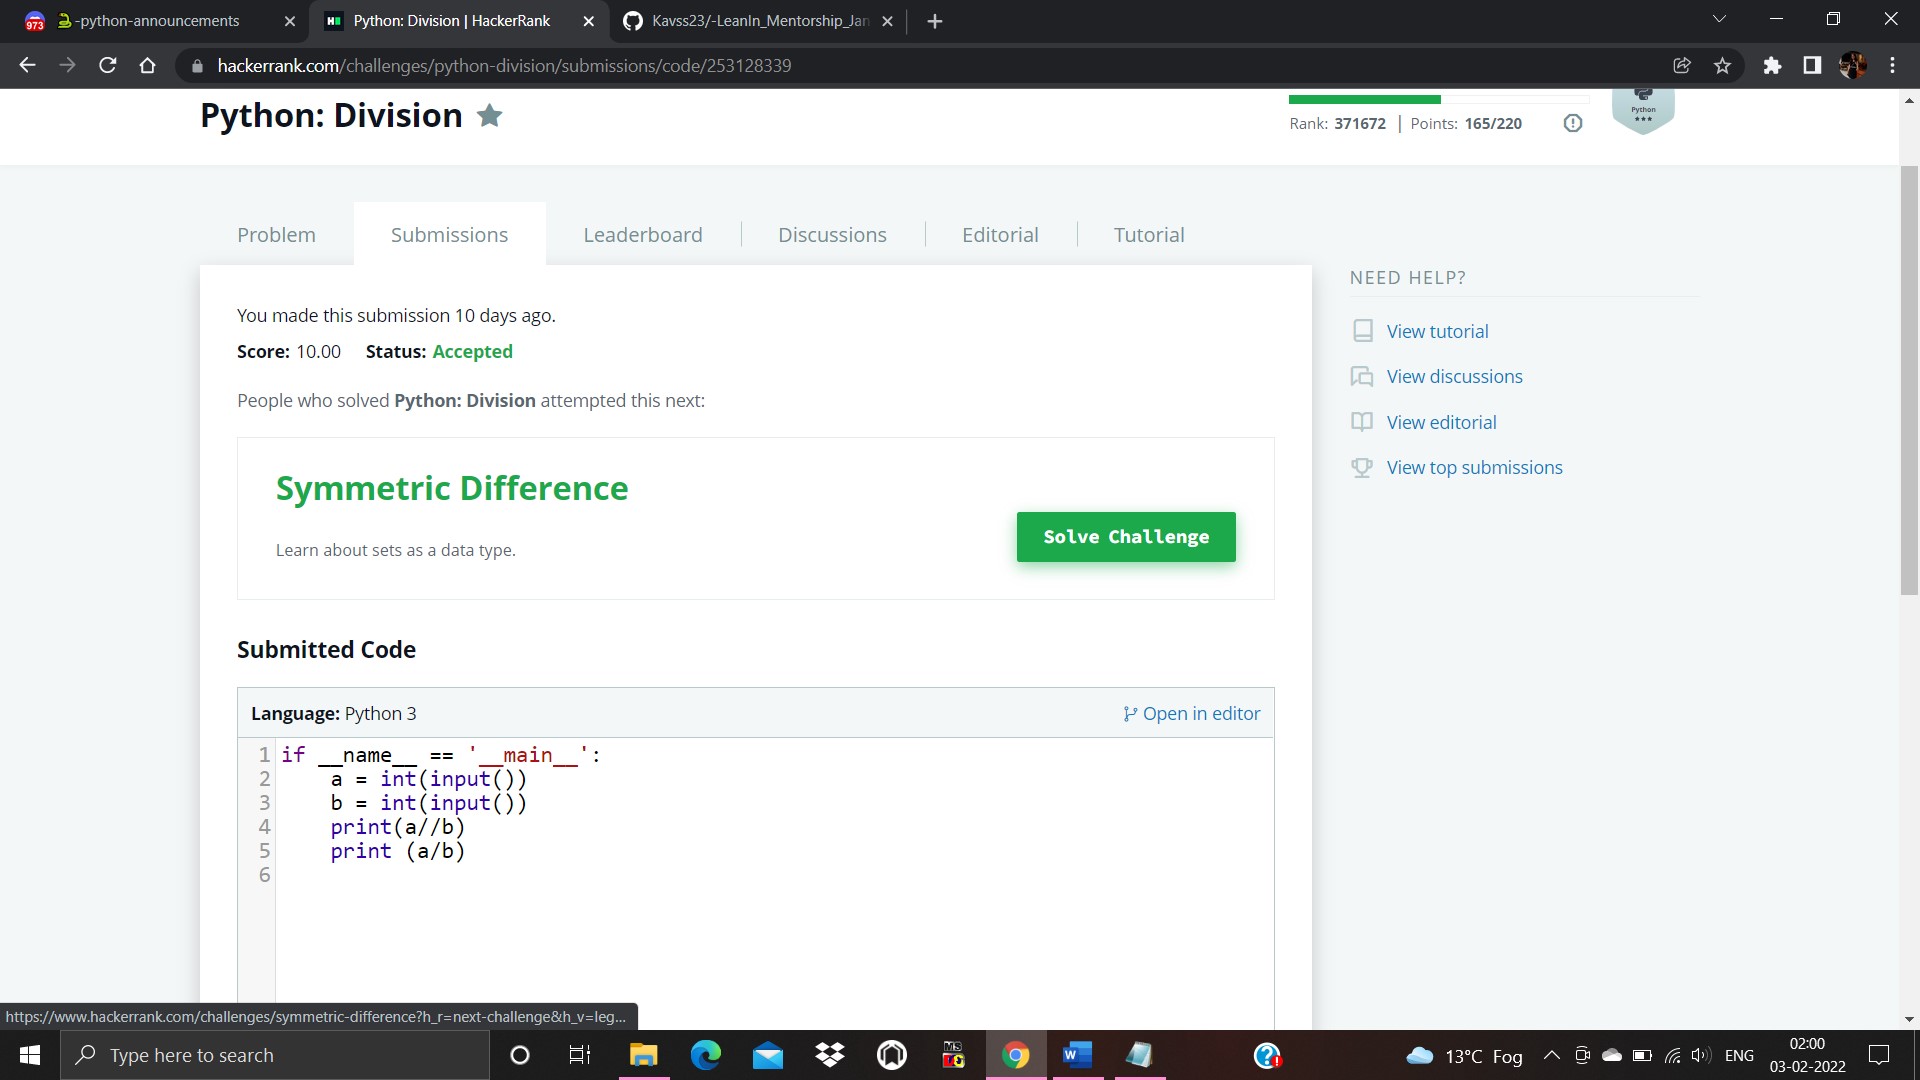 973
-python-announcements
Python: Division | HackerRank
Kavss23/-LeanIn_Mentorship_Jan
hackerrank.com/challenges/python-division/submissions/code/253128339
Python: Division
Rank: 371672 | Points: 165/220
Python
Problem
Submissions
Leaderboard
Discussions
Editorial
Tutorial
You made this submission 10 days ago.
Score: 10.00 Status: Accepted
People who solved Python: Division attempted this next:
Symmetric Difference
Learn about sets as a data type.
Solve Challenge
NEED HELP?
View tutorial
View discussions
View editorial
View top submissions
Submitted Code
Language: Python 3
Open in editor
1 if __name__ == '__main__':
2 a = int(input())
3 b = int(input())
4 print(a//b)
5 print (a/b)
6
https://www.hackerrank.com/challenges/symmetric-difference?h_r=next-challenge&h_v=leg...
Type here to search
13°C Fog
ENG
02:00
03-02-2022